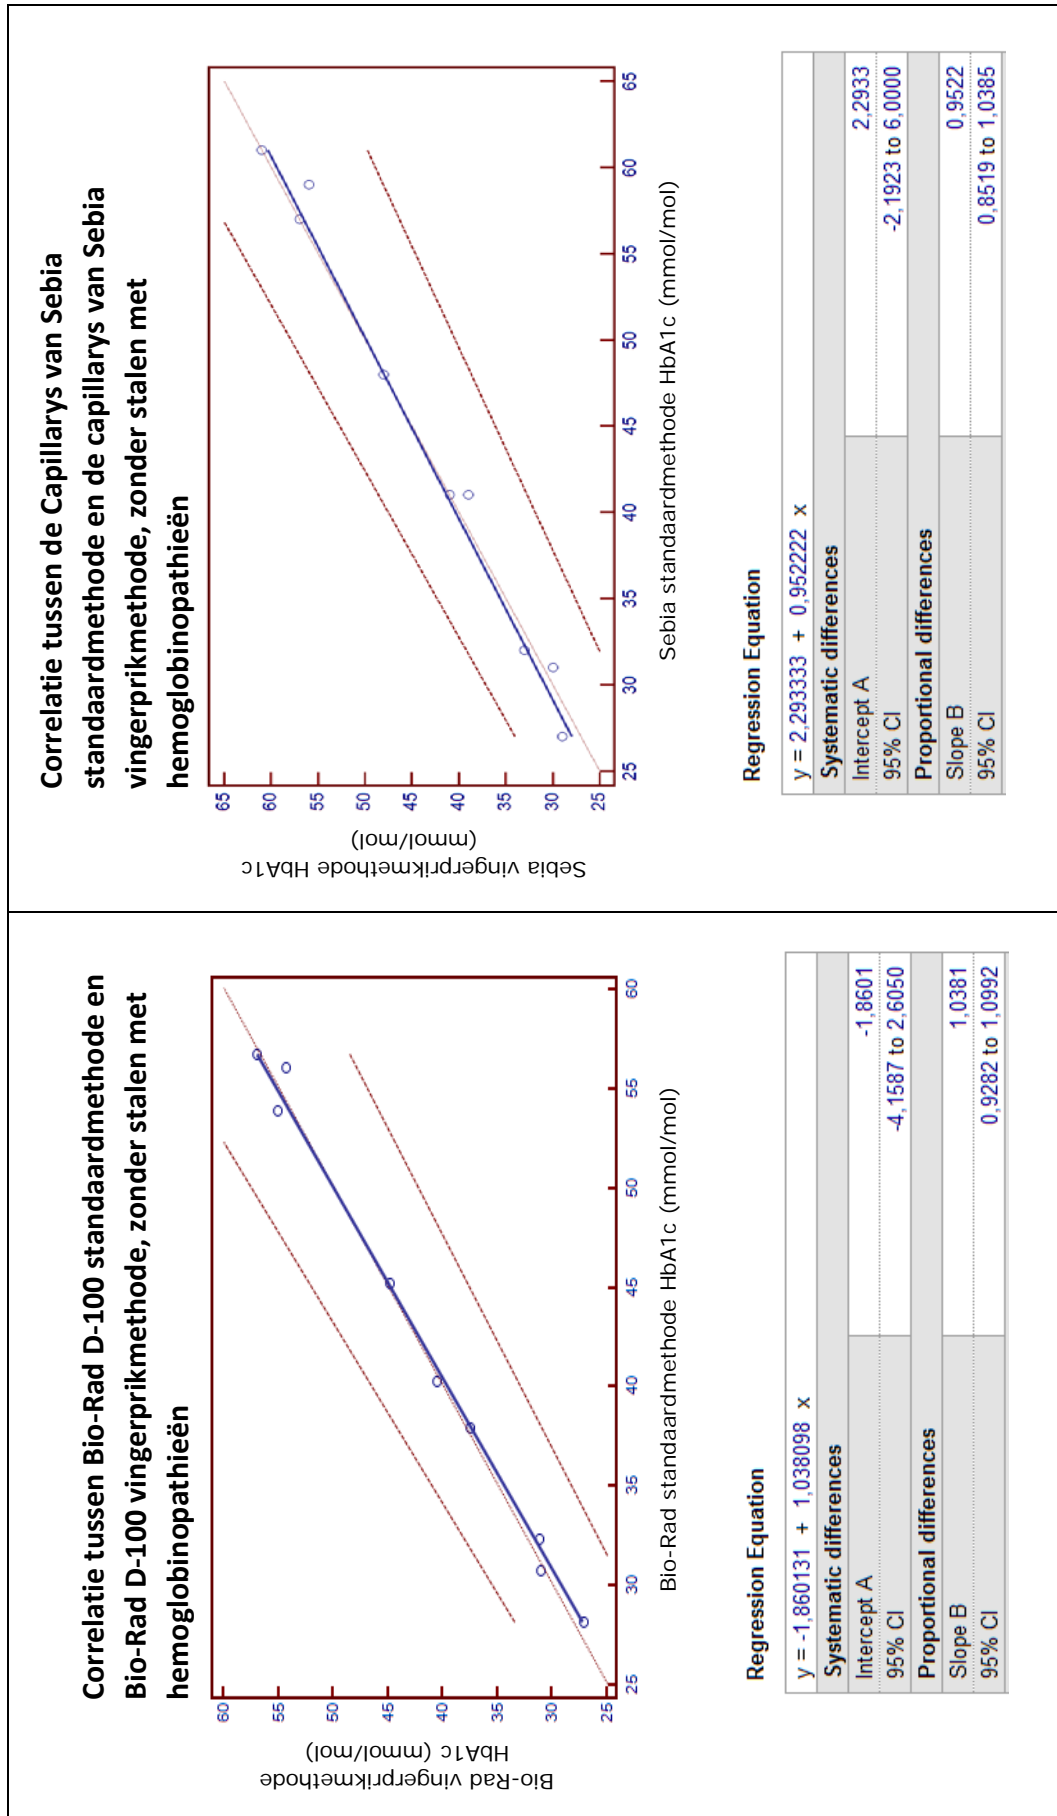 Correlatie tussen Bio-Rad D-100 standaardmethode en
Bio-Rad D-100 vingerprikmethode, zonder stalen met
hemoglobinopathieën
Bio-Rad vingerprikmethode
HbA1c (mmol/mol)
60
55
50
45
40
35
30
25
25
30
35
40
45
50
55
60
Bio-Rad standaardmethode HbA1c (mmol/mol)
Regression Equation
y = -1,860131 + 1,038098 x
Systematic differences
Intercept A -1,8601
95% CI -4,1587 to 2,6050
Proportional differences
Slope B 1,0381
95% CI 0,9282 to 1,0992
Correlatie tussen de Capillarys van Sebia
standaardmethode en de capillarys van Sebia
vingerprikmethode, zonder stalen met
hemoglobinopathieën
Sebia vingerprikmethode HbA1c
(mmol/mol)
65
60
55
50
45
40
35
30
25
25
30
35
40
45
50
55
60
65
Sebia standaardmethode HbA1c (mmol/mol)
Regression Equation
y = 2,293333 + 0,952222 x
Systematic differences
Intercept A 2,2933
95% CI -2,1923 to 6,0000
Proportional differences
Slope B 0,9522
95% CI 0,8519 to 1,0385